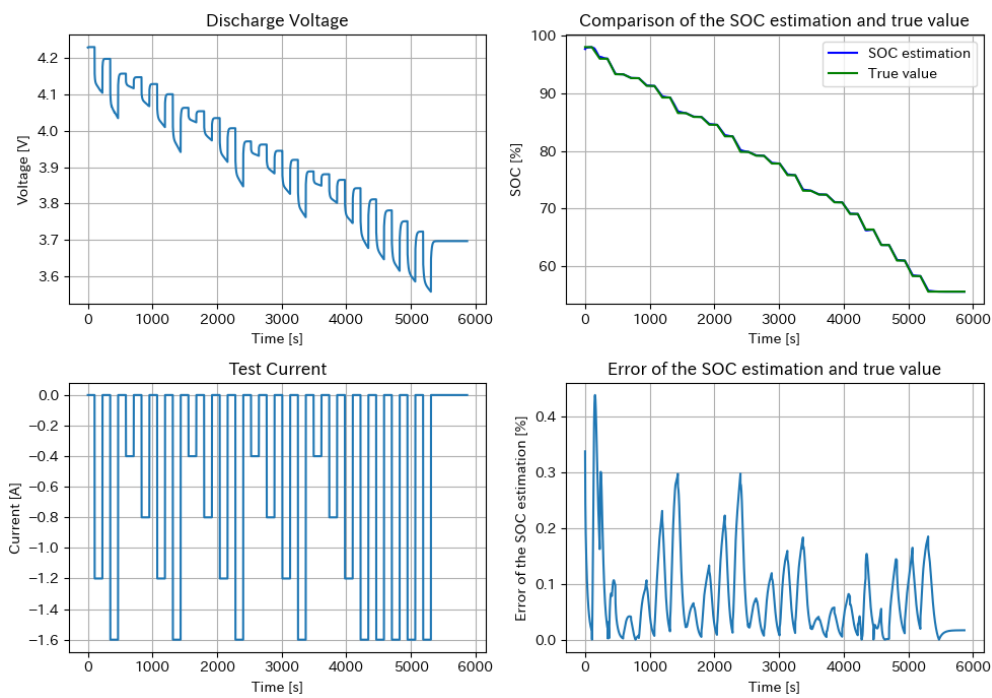 Discharge Voltage
Voltage [V]
4.2
4.1
4.0
3.9
3.8
3.7
3.6
0 1000 2000 3000 4000 5000 6000
Time [s]
Comparison of the SOC estimation and true value
SOC [%]
100
90
80
70
60
SOC estimation
True value
0 1000 2000 3000 4000 5000 6000
Time [s]
Test Current
Current [A]
0.0
−0.2
−0.4
−0.6
−0.8
−1.0
−1.2
−1.4
−1.6
0 1000 2000 3000 4000 5000 6000
Time [s]
Error of the SOC estimation and true value
Error of the SOC estimation [%]
0.4
0.3
0.2
0.1
0.0
0 1000 2000 3000 4000 5000 6000
Time [s]